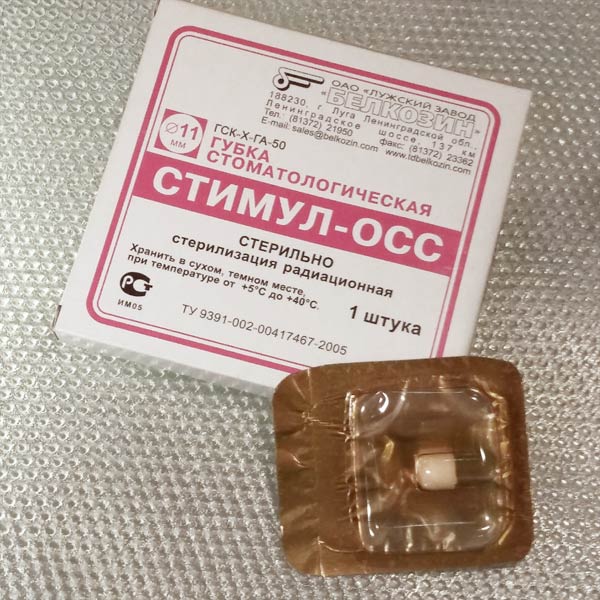 ОАО «ЛУЖСКИЙ ЗАВОД
"БЕЛКОЗИН"
188230, г. Луга Ленинградской обл.,
Ленинградское шоссе, 137 км
Тел.: (81372) 21950 факс: (81372) 23362
E-mail: sales@belkozin.com www.tdbelkozin.com
ø11
мм
ГСК-Х-ГА-50
ГУБКА
СТОМАТОЛОГИЧЕСКАЯ
СТИМУЛ-ОСС
СТЕРИЛЬНО
стерилизация радиационная
Хранить в сухом, темном месте,
при температуре от +5°С до +40°С.
РСТ
ИМ05
1 штука
ТУ 9391-002-00417467-2005